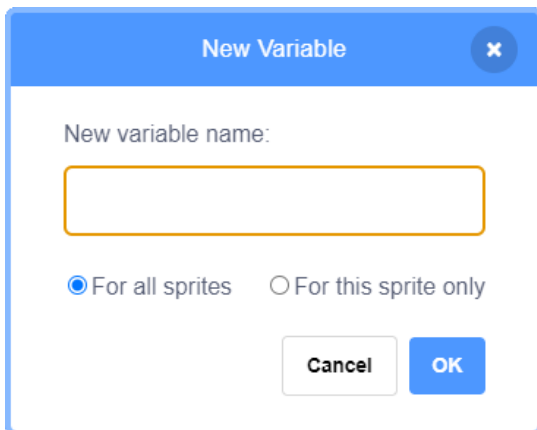 New Variable
New variable name:
For all sprites For this sprite only
Cancel OK